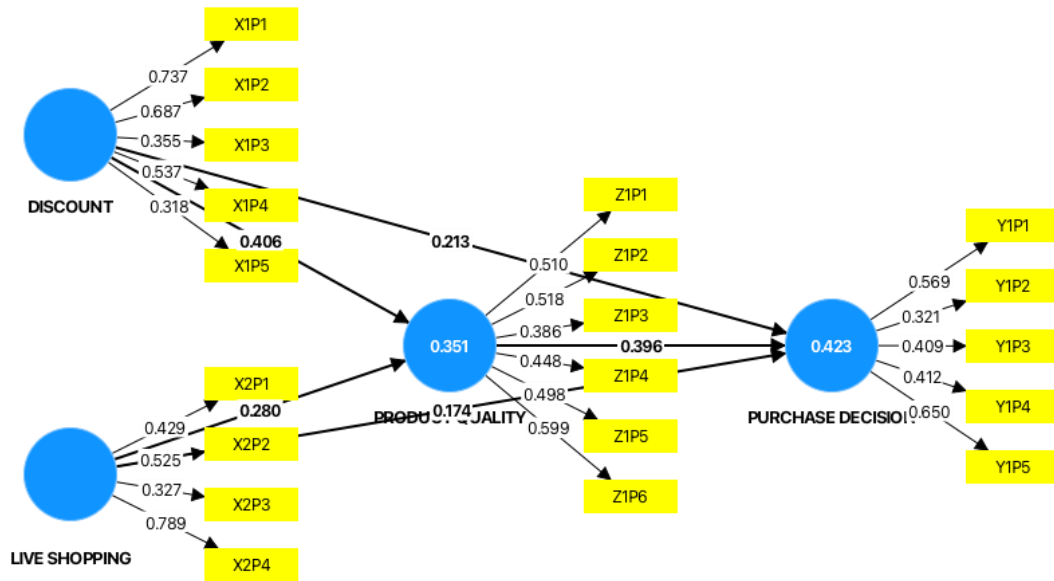 X1P1
0.737
X1P2
0.687
X1P3
0.355
0.537
X1P4
DISCOUNT
0.318
0.406
X1P5
0.213
Z1P1
0.510
Z1P2
0.518
Z1P3
0.386
0.351
0.396
0.448
Z1P4
0.498
PRODUCT QUALITY
0.599
Z1P5
Z1P6
X2P1
0.280
0.429
0.174
X2P2
0.525
X2P3
0.327
0.789
LIVE SHOPPING
X2P4
Y1P1
0.569
Y1P2
0.321
0.423
0.409
Y1P3
0.412
Y1P4
PURCHASE DECISION
0.650
Y1P5